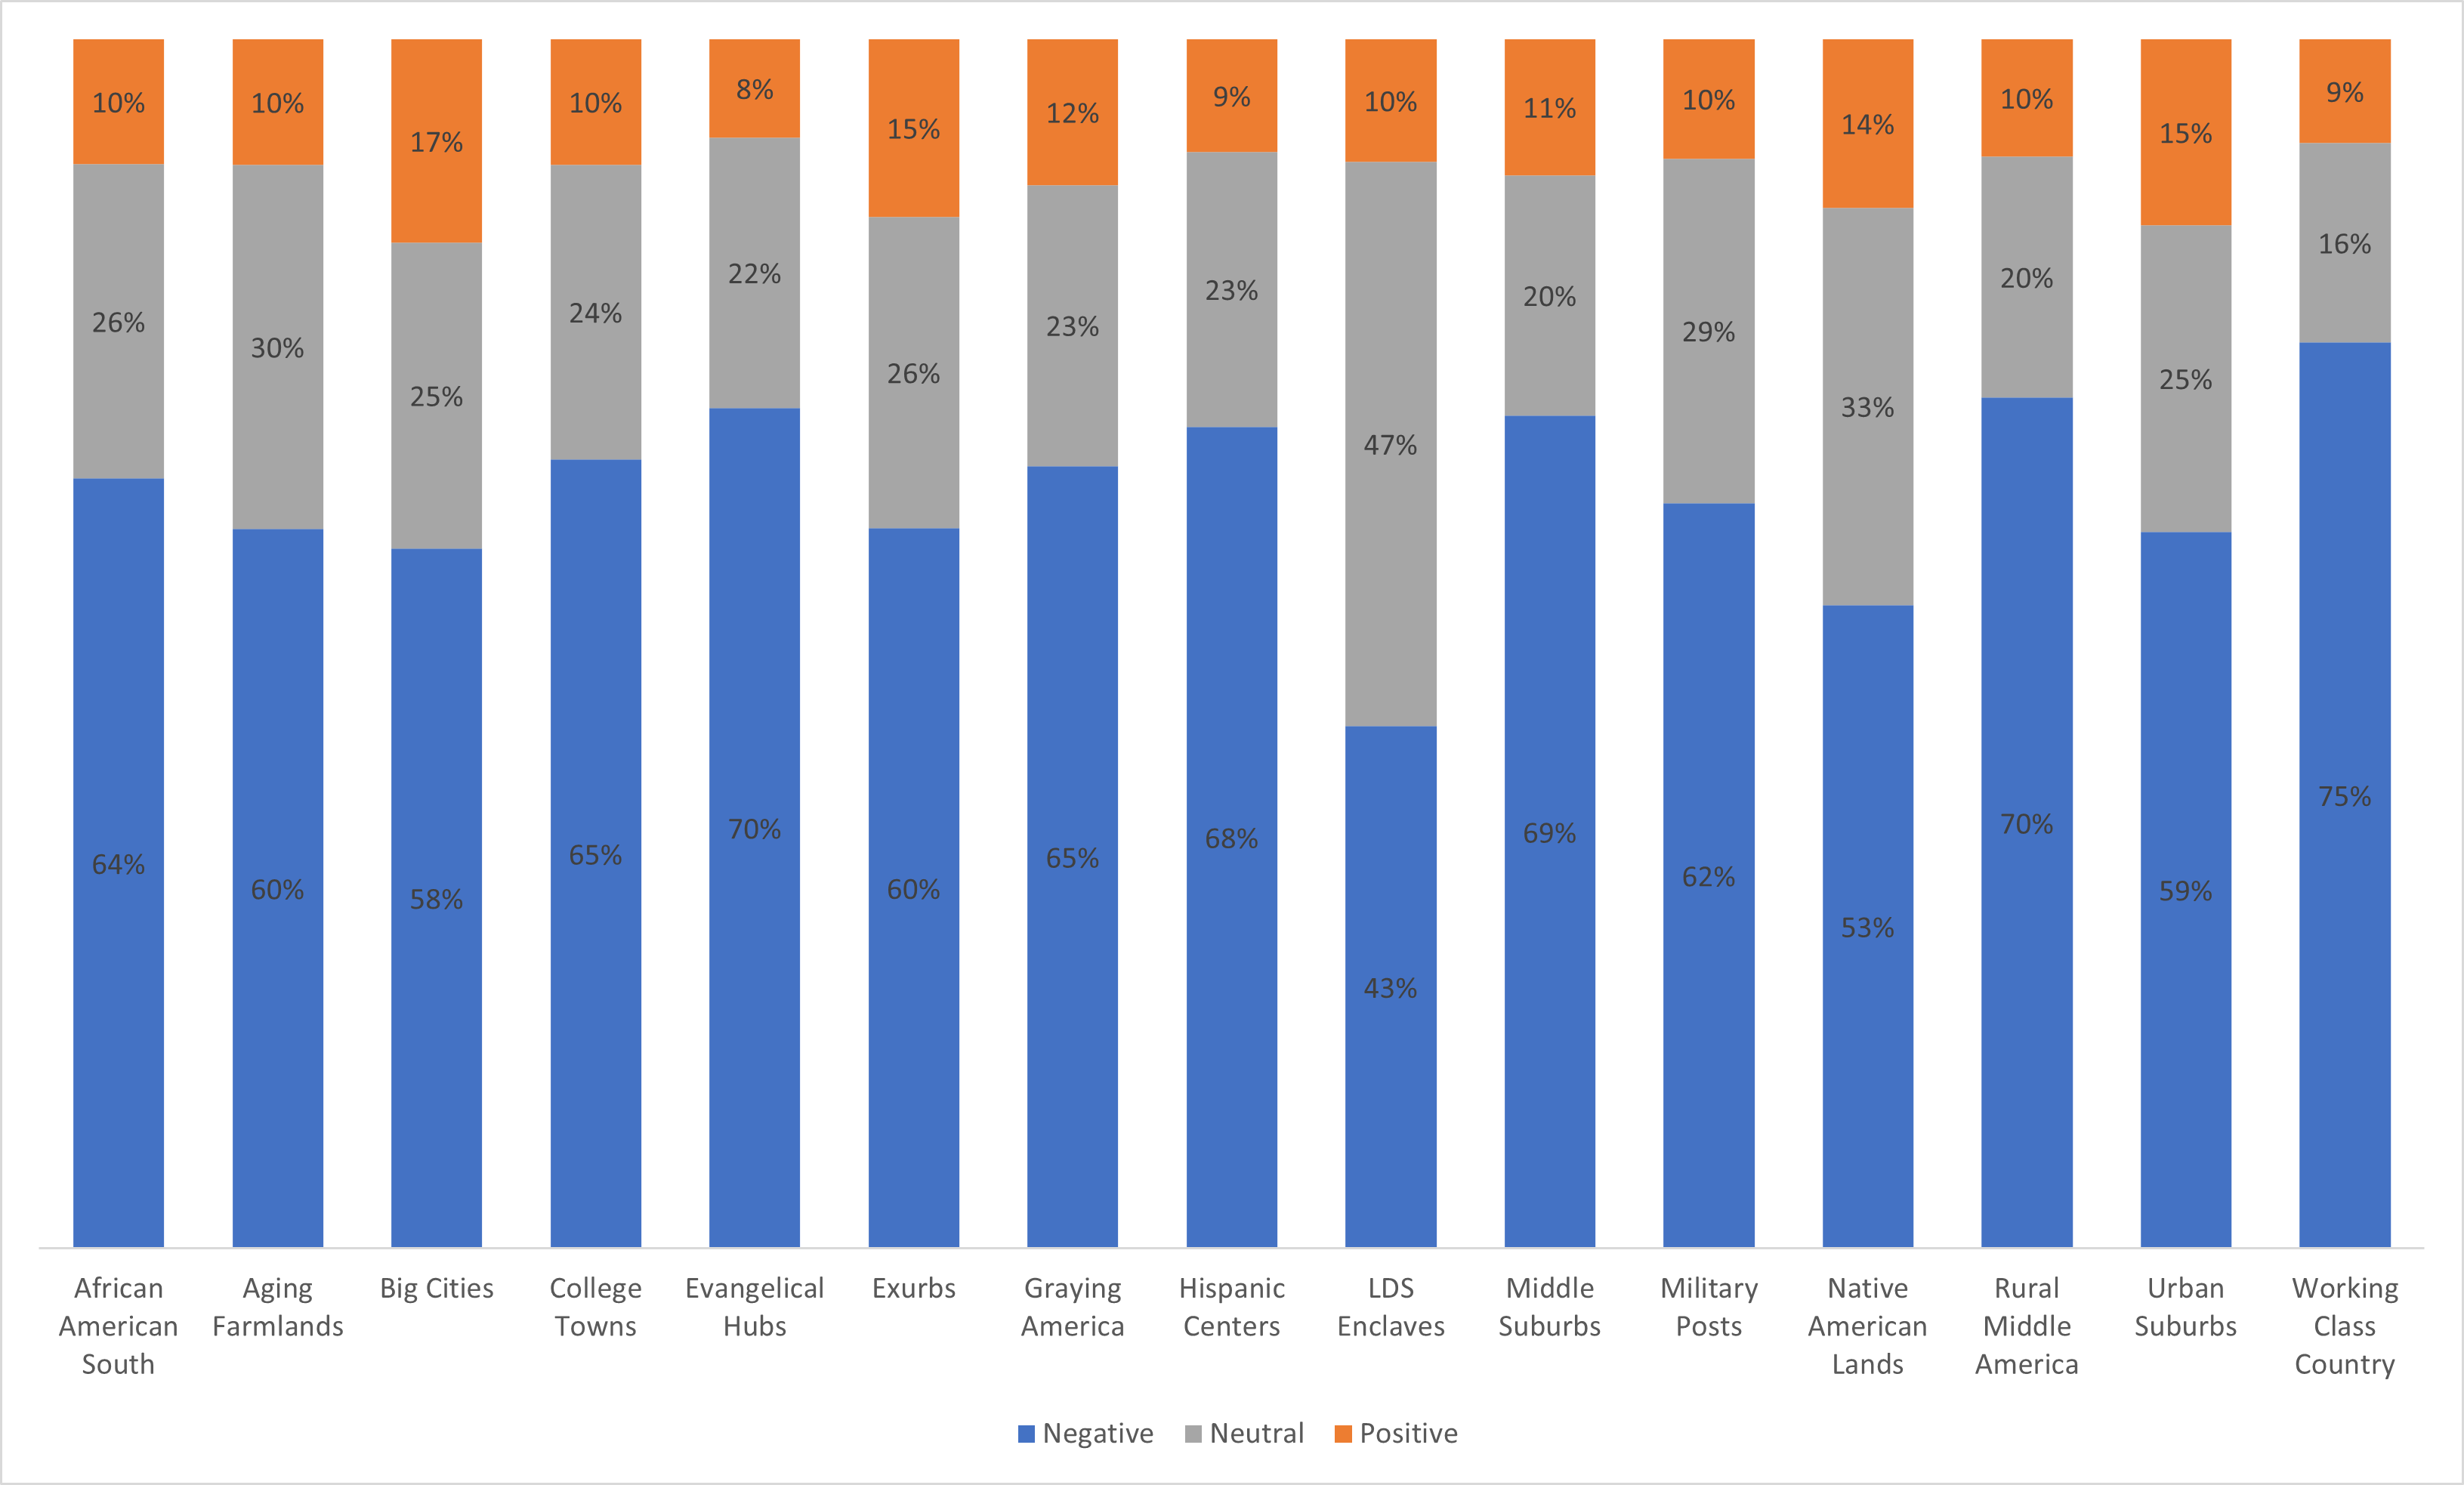 10% 10% 17% 10% 8% 15% 12% 9% 10% 11% 10% 14% 10% 15% 9%
26% 30% 25% 24% 22% 26% 23% 23% 47% 20% 29% 33% 20% 25% 16%
64% 60% 58% 65% 70% 60% 65% 68% 43% 69% 62% 53% 70% 59% 75%
African
American
South
Aging
Farmlands
Big Cities
College
Towns
Evangelical
Hubs
Exurbs
Graying
America
Hispanic
Centers
LDS
Enclaves
Middle
Suburbs
Military
Posts
Native
American
Lands
Rural
Middle
America
Urban
Suburbs
Working
Class
Country
Negative Neutral Positive